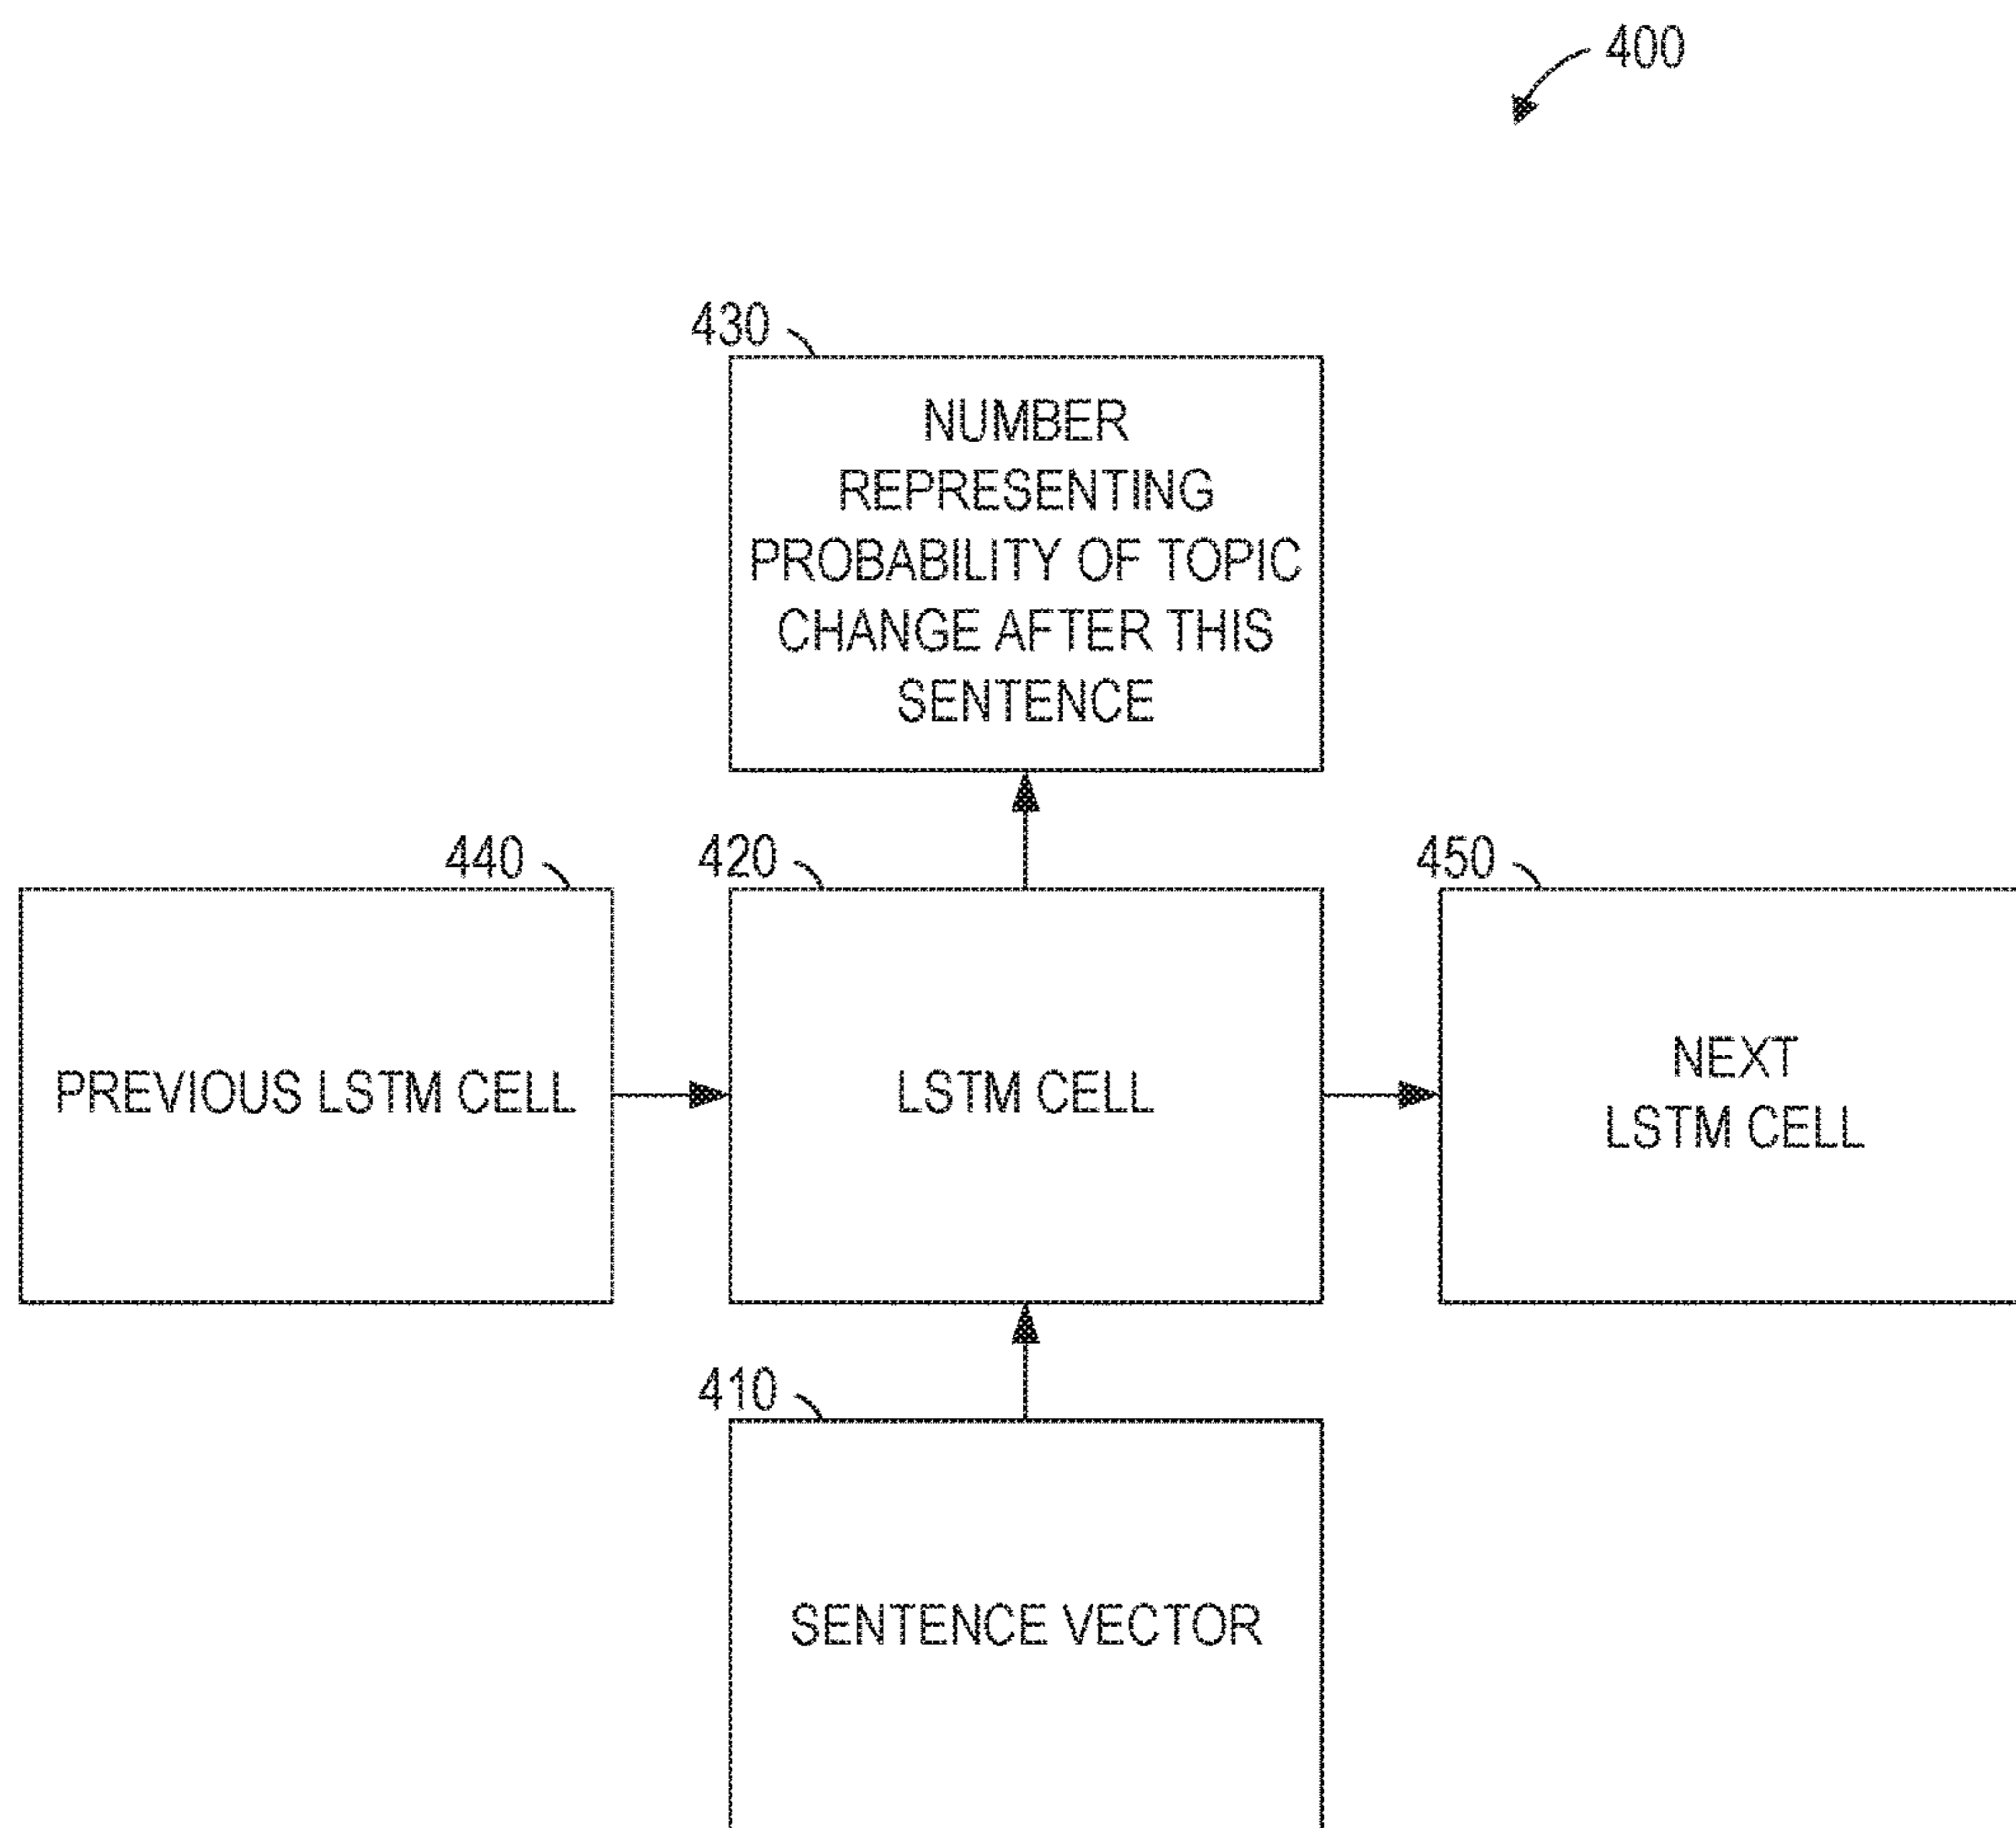 400
430
NUMBER
REPRESENTING
PROBABILITY OF TOPIC
CHANGE AFTER THIS
SENTENCE
440
420
450
PREVIOUS LSTM CELL
LSTM CELL
NEXT
LSTM CELL
410
SENTENCE VECTOR